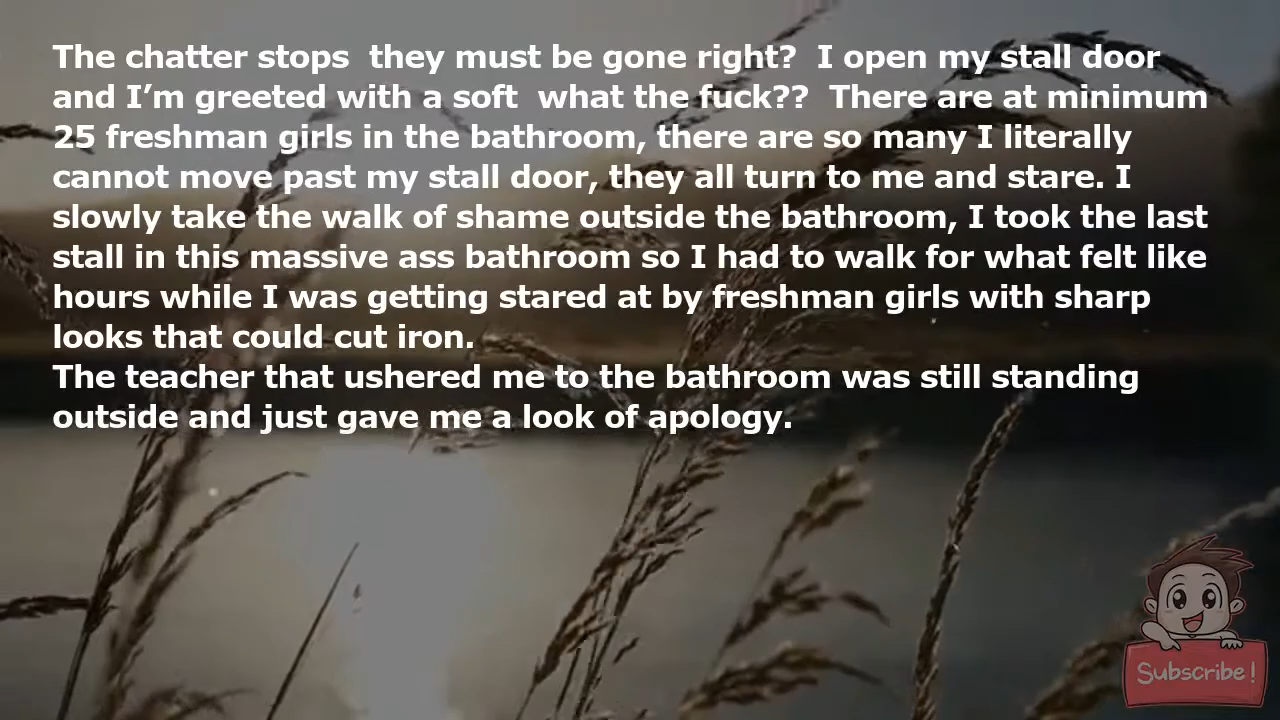 The chatter stops  they must be gone right?  I open my stall door
and I’m greeted with a soft  what the fuck??  There are at minimum
25 freshman girls in the bathroom, there are so many I literally
cannot move past my stall door, they all turn to me and stare. I
slowly take the walk of shame outside the bathroom, I took the last
stall in this massive ass bathroom so I had to walk for what felt like
hours while I was getting stared at by freshman girls with sharp
looks that could cut iron.
The teacher that ushered me to the bathroom was still standing
outside and just gave me a look of apology.
Subscribe!